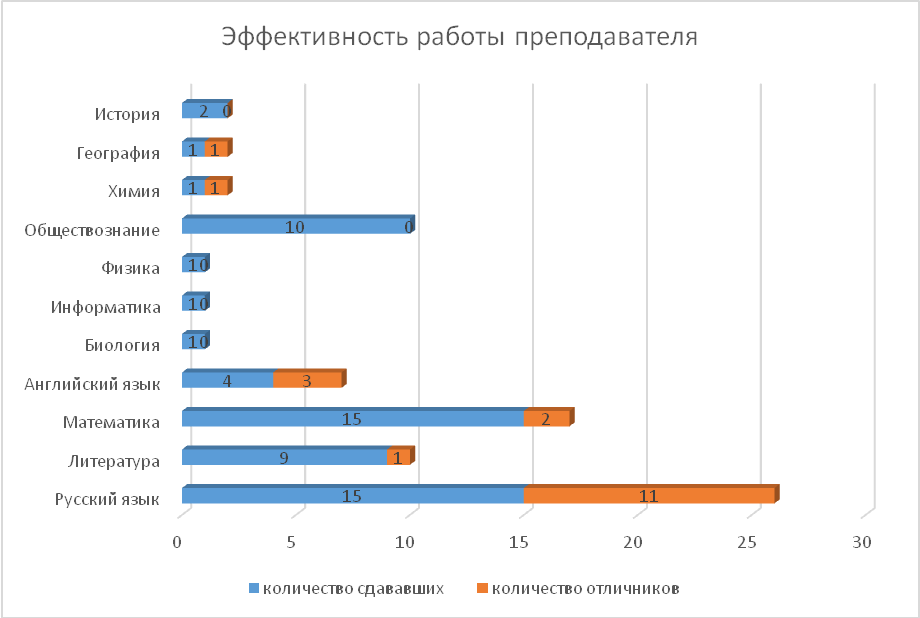 Эффективность работы преподавателя
История 2 0
География 1 1
Химия 1 1
Обществознание 10 0
Физика 1 0
Информатика 1 0
Биология 1 0
Английский язык 4 3
Математика 15 2
Литература 9 1
Русский язык 15 11
0 5 10 15 20 25 30
количество сдававших количество отличников